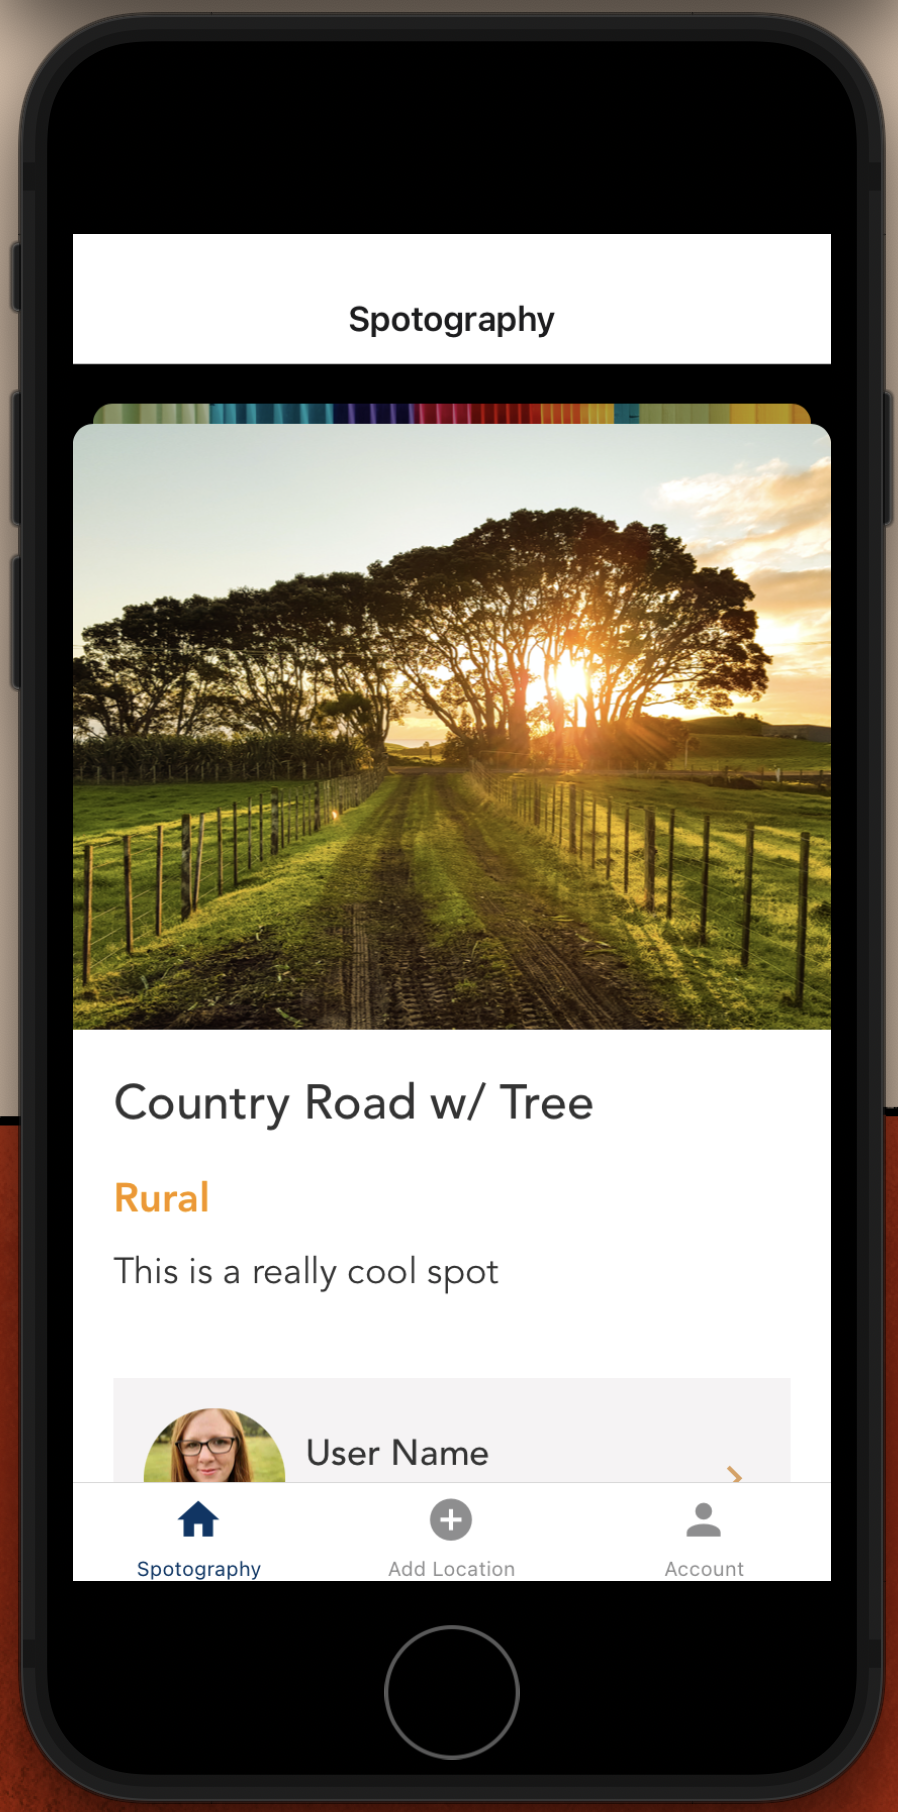 Spotography
Country Road w/ Tree
Rural
This is a really cool spot
User Name
Spotography
Add Location
Account